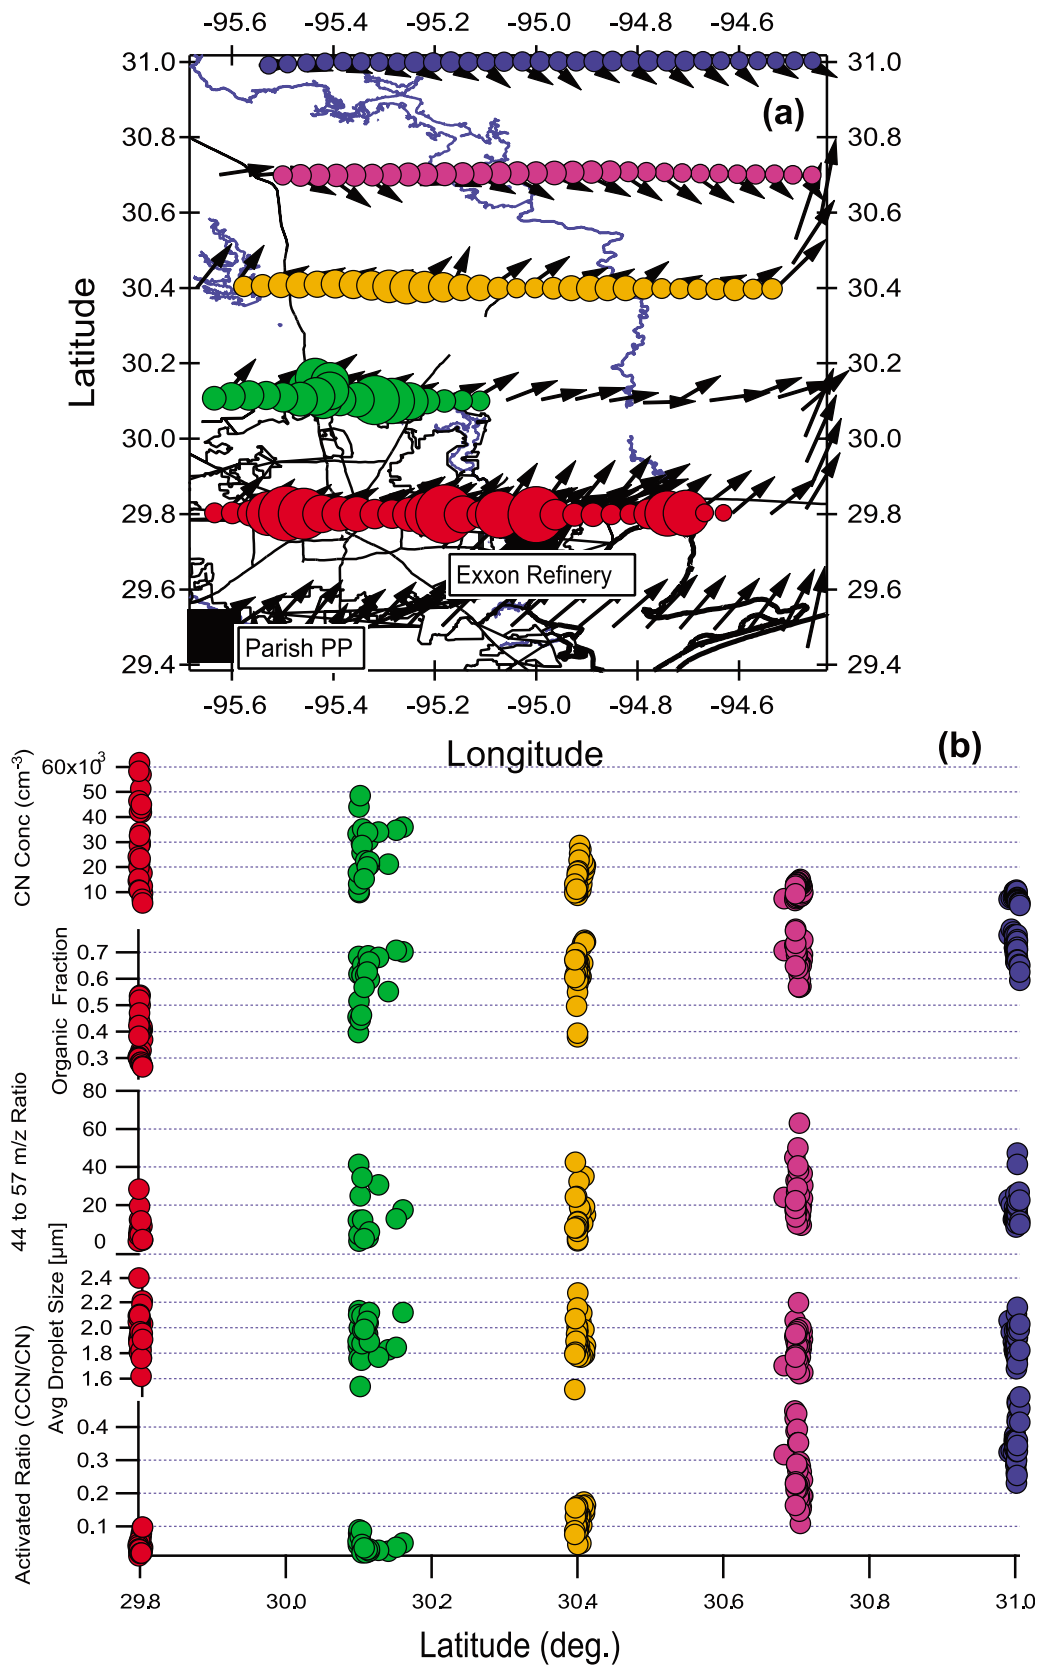 -95.6 -95.4 -95.2 -95.0 -94.8 -94.6
31.0 31.0
(a)
30.8 30.8
30.6 30.6
30.4 30.4
Latitude
30.2 30.2
30.0 30.0
29.8 29.8
Exxon Refinery
29.6 29.6
Parish PP
29.4 29.4
-95.6 -95.4 -95.2 -95.0 -94.8 -94.6
Longitude
(b)
CN Conc (cm-3)
60x10³
50
40
30
20
10
Organic Fraction
0.7
0.6
0.5
0.4
0.3
44 to 57 m/z Ratio
80
60
40
20
0
Avg Droplet Size [µm]
2.4
2.2
2.0
1.8
1.6
Activated Ratio (CCN/CN)
0.4
0.3
0.2
0.1
29.8 30.0 30.2 30.4 30.6 30.8 31.0
Latitude (deg.)